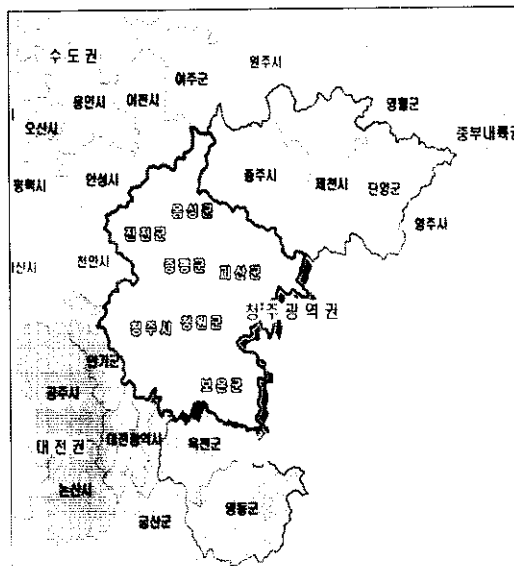 수도권
원주시
여주군
용인시
영월군
오산시
중부내륙권
충주시
제천시
단양군
평택시
안성시
음성군
영주시
진천군
천안시
증평군
괴산군
청주광역권
청주시
청원군
연기군
보은군
공주시
대전권
대전광역시
옥천군
논산시
영동군
금산군